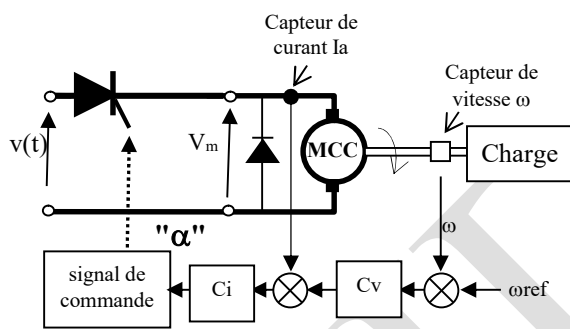 Capteur de
curant Ia
Capteur de
vitesse ω
v(t)
Vm
MCC
Charge
"α"
ω
signal de
commande
Ci
Cv
ωref